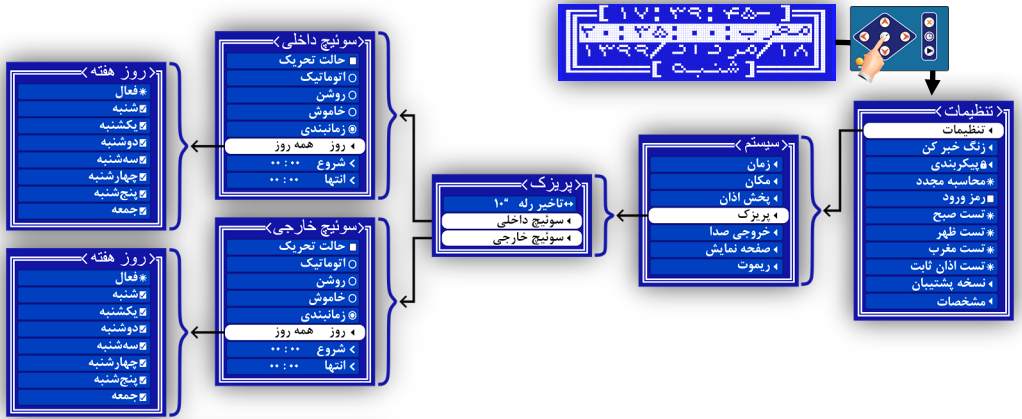 [ ۱۷:۳۹:۴۵- ]
مغرب: ۲۰:۳۵:۰۰
۱۸/مرداد/۱۳۹۹
[ شنبه ]
تنظیمات
تنظیمات
زنگ خبر کن
پیکربندی
محاسبه مجدد
رمز ورود
تست صبح
تست ظهر
تست مغرب
تست اذان ثابت
نسخه پشتیبان
مشخصات
سیستم
زمان
مکان
پخش اذان
پریزک
خروجی صدا
صفحه نمایش
ریموت
پریزک
تاخیر رله ۱۰"
سوئیچ داخلی
سوئیچ خارجی
سوئیچ داخلی
حالت تحریک
اتوماتیک
روشن
خاموش
زمانبندی
روز همه روز
شروع ۰۰:۰۰
انتها ۰۰:۰۰
روز هفته
فعال
شنبه
یکشنبه
دوشنبه
سه‌شنبه
چهارشنبه
پنج‌شنبه
جمعه
سوئیچ خارجی
حالت تحریک
اتوماتیک
روشن
خاموش
زمانبندی
روز همه روز
شروع ۰۰:۰۰
انتها ۰۰:۰۰
روز هفته
فعال
شنبه
یکشنبه
دوشنبه
سه‌شنبه
چهارشنبه
پنج‌شنبه
جمعه